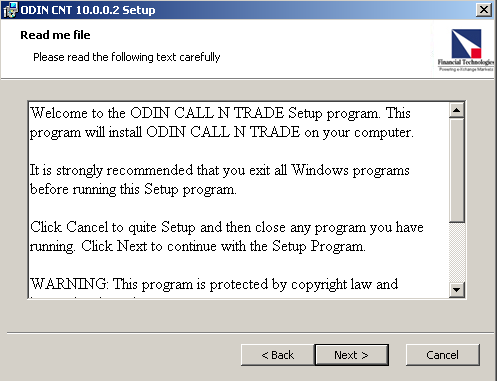 ODIN CNT 10.0.0.2 Setup
Read me file
Please read the following text carefully
Financial Technologies
Powering e.Xchange Markets
Welcome to the ODIN CALL N TRADE Setup program. This
program will install ODIN CALL N TRADE on your computer.
It is strongly recommended that you exit all Windows programs
before running this Setup program.
Click Cancel to quite Setup and then close any program you have
running. Click Next to continue with the Setup Program.
WARNING: This program is protected by copyright law and
< Back
Next >
Cancel